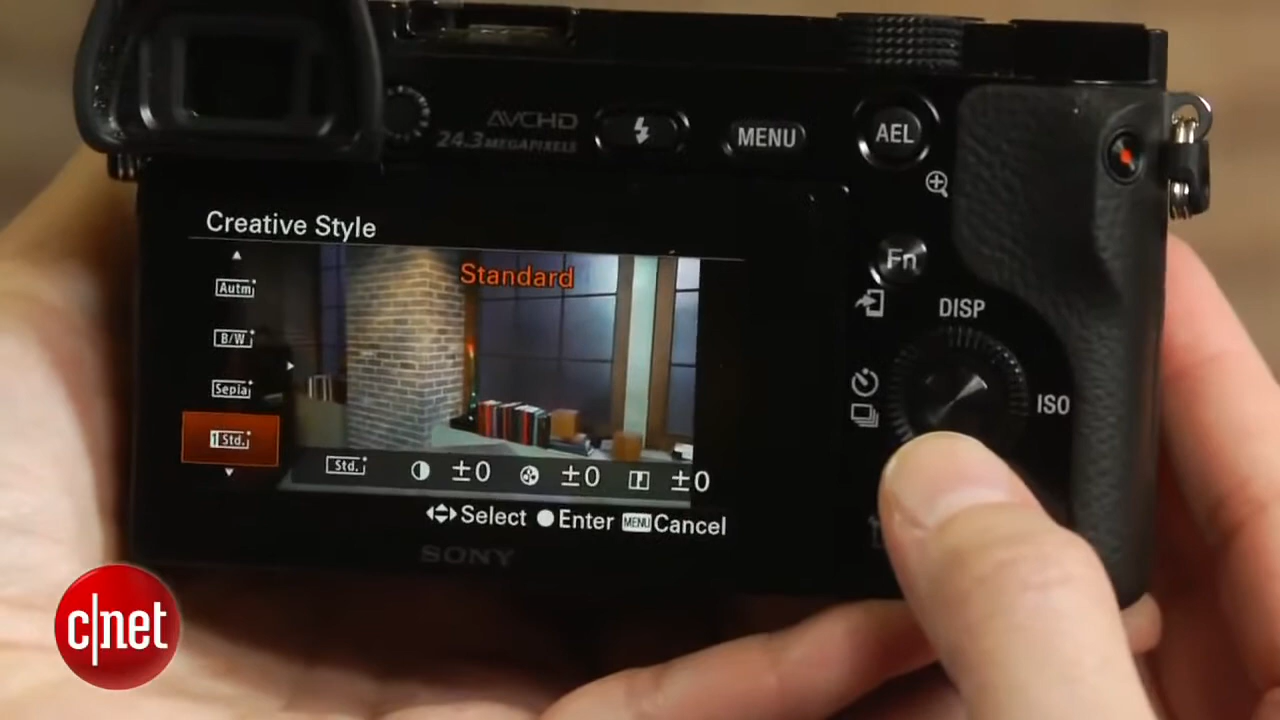 AVCHD
24.3 MEGAPIXELS
MENU
AEL
Fn
DISP
ISO
Creative Style
Autm+
B/W+
Sepia+
1 Std.+
Standard
Std.+ ±0 ±0 ±0
Select Enter MENU Cancel
SONY
c|net